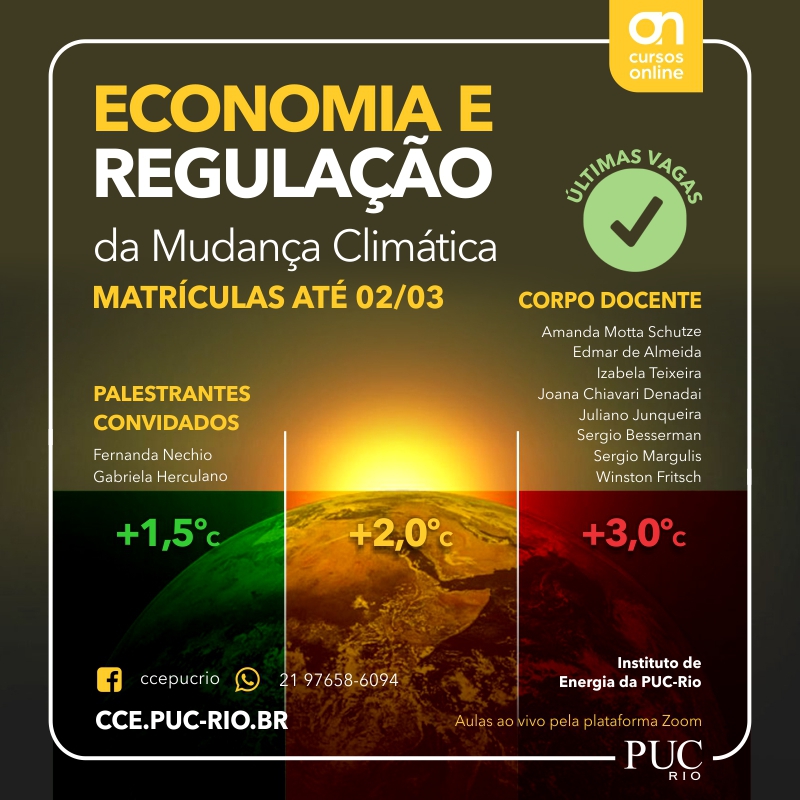 on
cursos
online
ECONOMIA E
REGULAÇÃO
da Mudança Climática
MATRÍCULAS ATÉ 02/03
ÚLTIMAS VAGAS
CORPO DOCENTE
Amanda Motta Schutze
Edmar de Almeida
Izabela Teixeira
Joana Chiavari Denadai
Juliano Junqueira
Sergio Besserman
Sergio Margulis
Winston Fritsch
PALESTRANTES
CONVIDADOS
Fernanda Nechio
Gabriela Herculano
+1,5°C
+2,0°C
+3,0°C
ccepucrio 21 97658-6094
CCE.PUC-RIO.BR
Instituto de
Energia da PUC-Rio
Aulas ao vivo pela plataforma Zoom
PUC
RIO